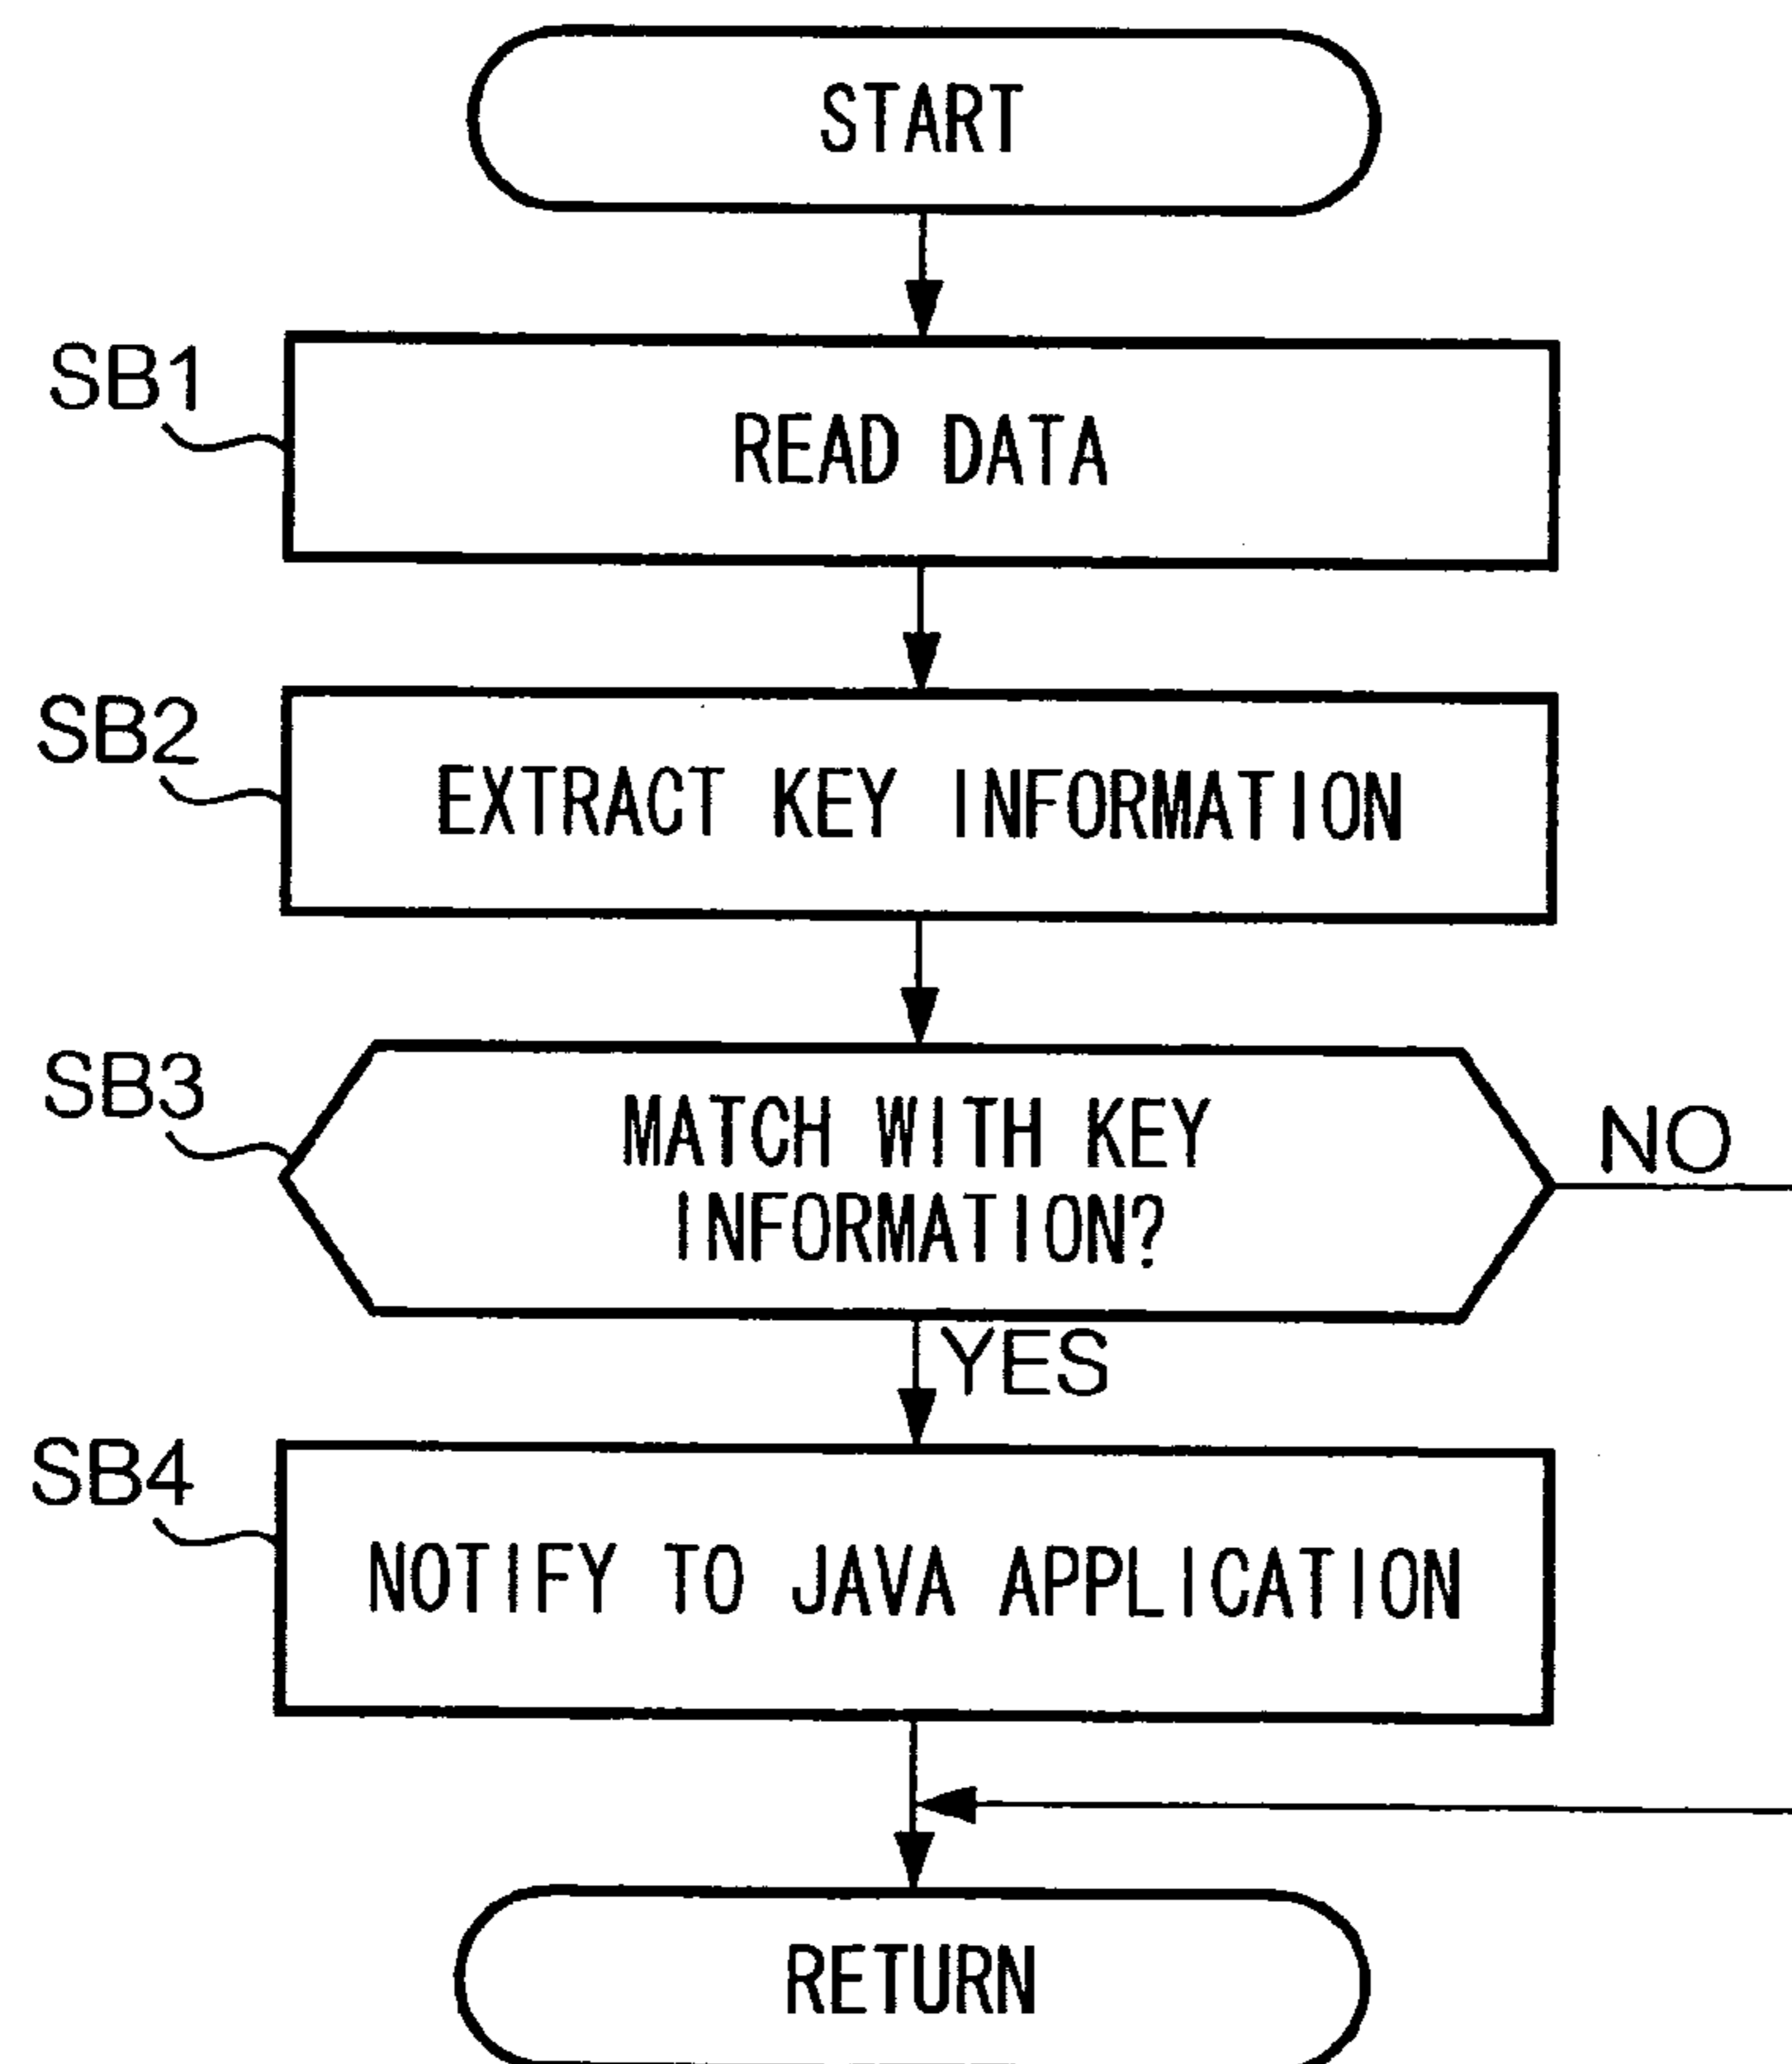 START
SB1
READ DATA
SB2
EXTRACT KEY INFORMATION
SB3
MATCH WITH KEY
INFORMATION?
NO
YES
SB4
NOTIFY TO JAVA APPLICATION
RETURN